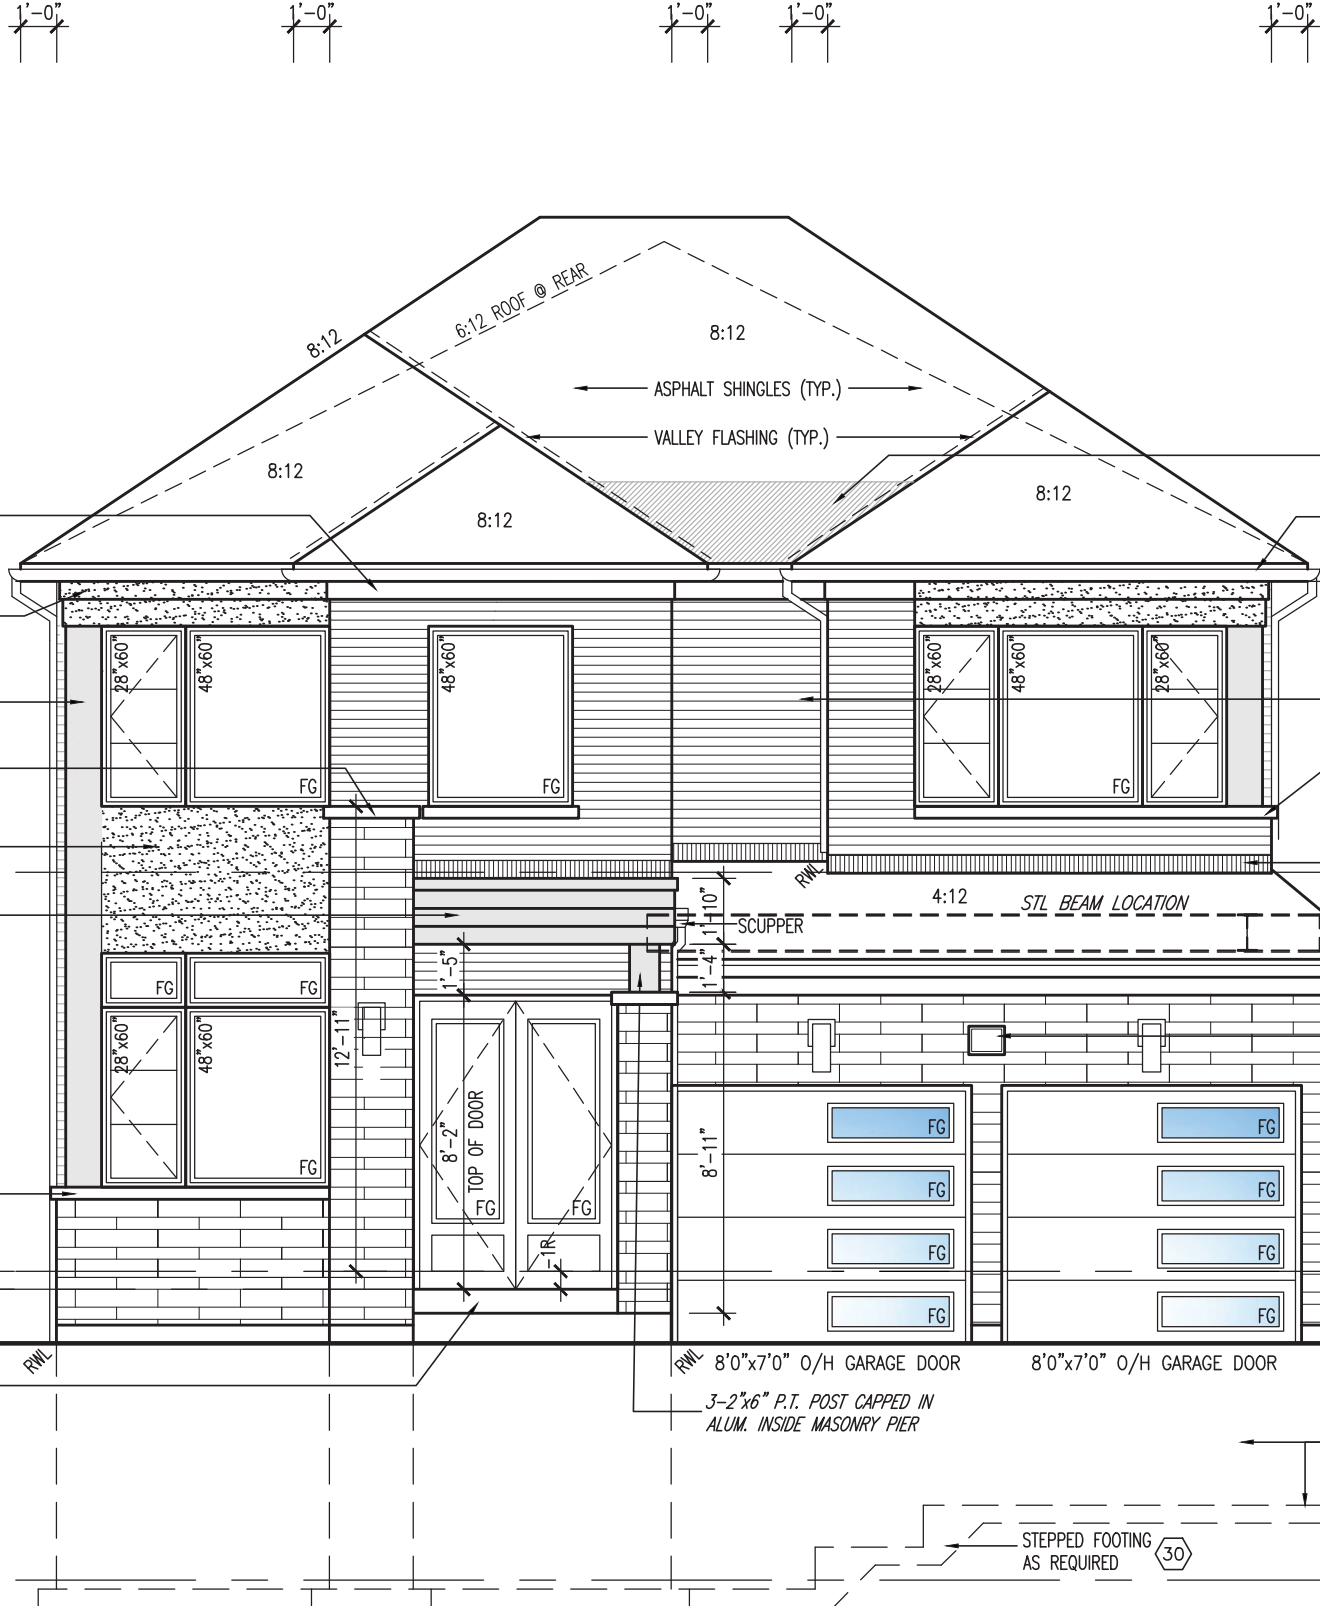 1'-0" 1'-0" 1'-0" 1'-0" 1'-0"
6:12 ROOF @ REAR
8:12
8:12
ASPHALT SHINGLES (TYP.)
VALLEY FLASHING (TYP.)
8:12
8:12
8:12
28"x60"
48"x60"
48"x60"
28"x60"
48"x60"
28"x60"
FG
FG
FG
RWL
4:12
STL BEAM LOCATION
1'-10"
SCUPPER
1'-5"
1'-4"
FG
FG
28"x60"
48"x60"
12'-11"
FG
8'-2"
TOP OF DOOR
FG
FG
-1R
8'-11"
FG
FG
FG
FG
FG
FG
FG
FG
RWL
RWL
8'0"x7'0" O/H GARAGE DOOR
8'0"x7'0" O/H GARAGE DOOR
3-2"x6" P.T. POST CAPPED IN
ALUM. INSIDE MASONRY PIER
STEPPED FOOTING
AS REQUIRED
30